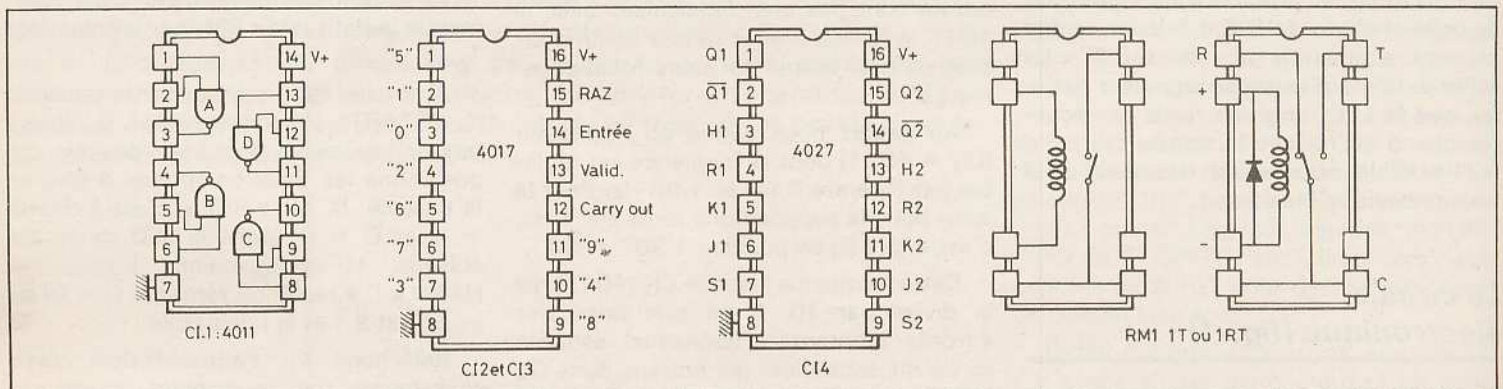 1 14 V+
2 13
3 A D 12
4 11
5 B 10
6 C 9
7 8
CI.1 : 4011
"5" 1 16 V+
"1" 2 15 RAZ
"0" 3 14 Entrée
4017
"2" 4 13 Valid.
"6" 5 12 Carry out
"7" 6 11 "9"
"3" 7 10 "4"
8 9 "8"
CI2 et CI3
Q1 1 16 V+
Q̅1̅ 2 15 Q2
H1 3 14 Q̅2̅
4027
R1 4 13 H2
K1 5 12 R2
J1 6 11 K2
S1 7 10 J2
8 9 S2
CI4
R T
+
-
C
RM1 1T ou 1RT